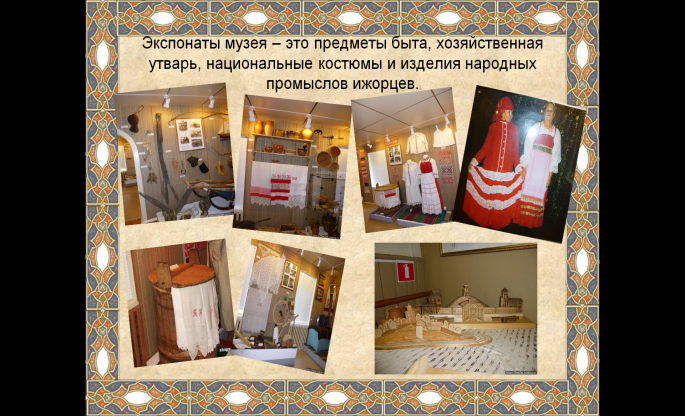 Экспонаты музея – это предметы быта, хозяйственная
утварь, национальные костюмы и изделия народных
промыслов ижорцев.